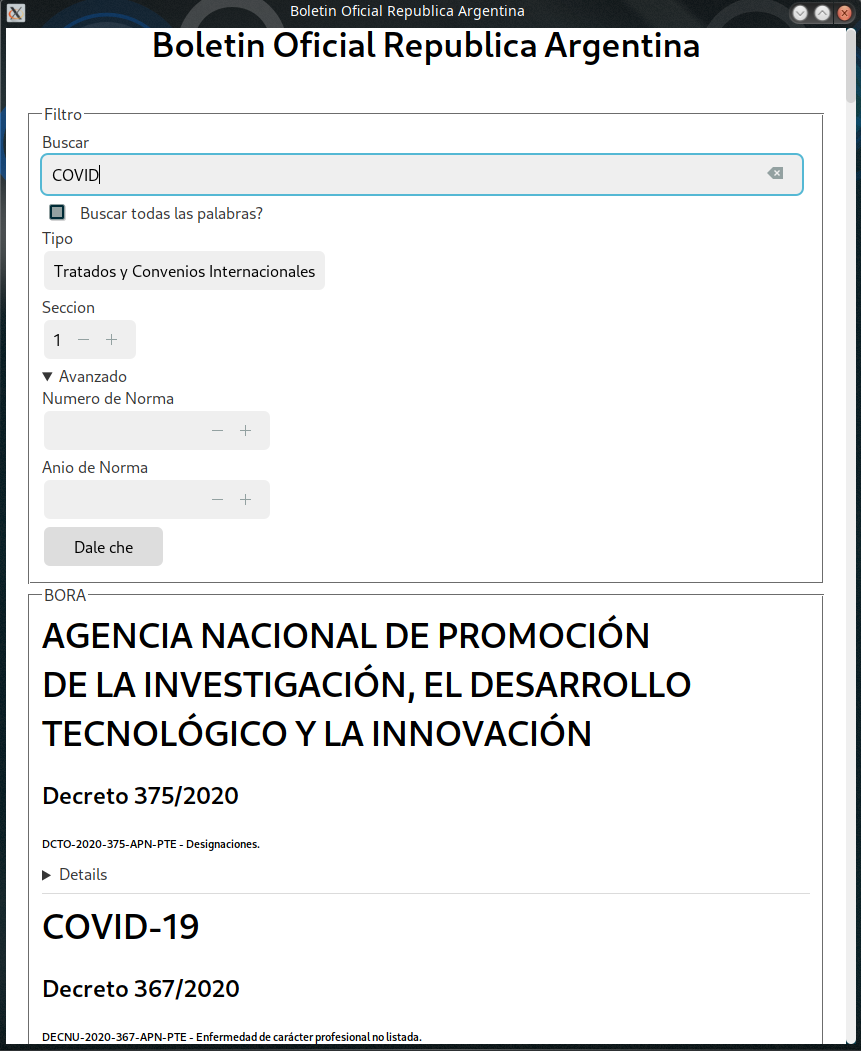 Boletin Oficial Republica Argentina
Boletin Oficial Republica Argentina
Filtro
Buscar
COVID
Buscar todas las palabras?
Tipo
Tratados y Convenios Internacionales
Seccion
1 − +
▼ Avanzado
Numero de Norma
− +
Anio de Norma
− +
Dale che
BORA
AGENCIA NACIONAL DE PROMOCIÓN
DE LA INVESTIGACIÓN, EL DESARROLLO
TECNOLÓGICO Y LA INNOVACIÓN
Decreto 375/2020
DCTO-2020-375-APN-PTE - Designaciones.
▶ Details
COVID-19
Decreto 367/2020
DECNU-2020-367-APN-PTE - Enfermedad de carácter profesional no listada.